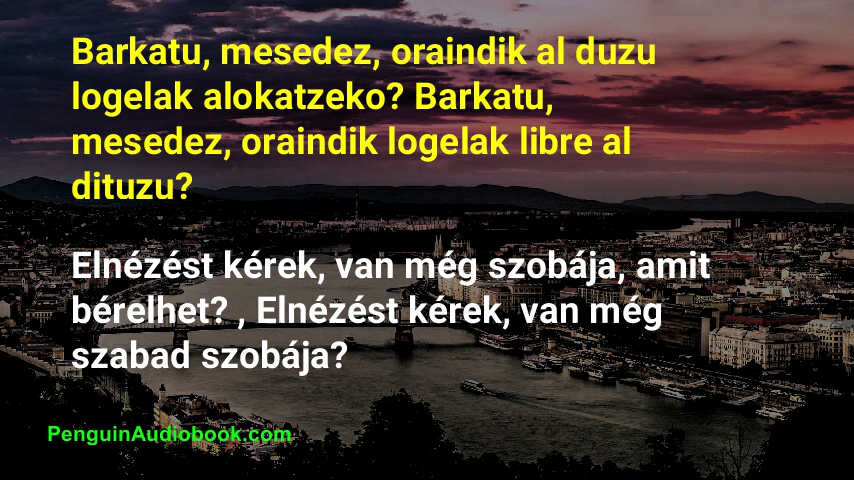 Barkatu, mesedez, oraindik al duzu
logelak alokatzeko? Barkatu,
mesedez, oraindik logelak libre al
dituzu?
Elnézést kérek, van még szobája, amit
bérelhet? , Elnézést kérek, van még
szabad szobája?
PenguinAudiobook.com